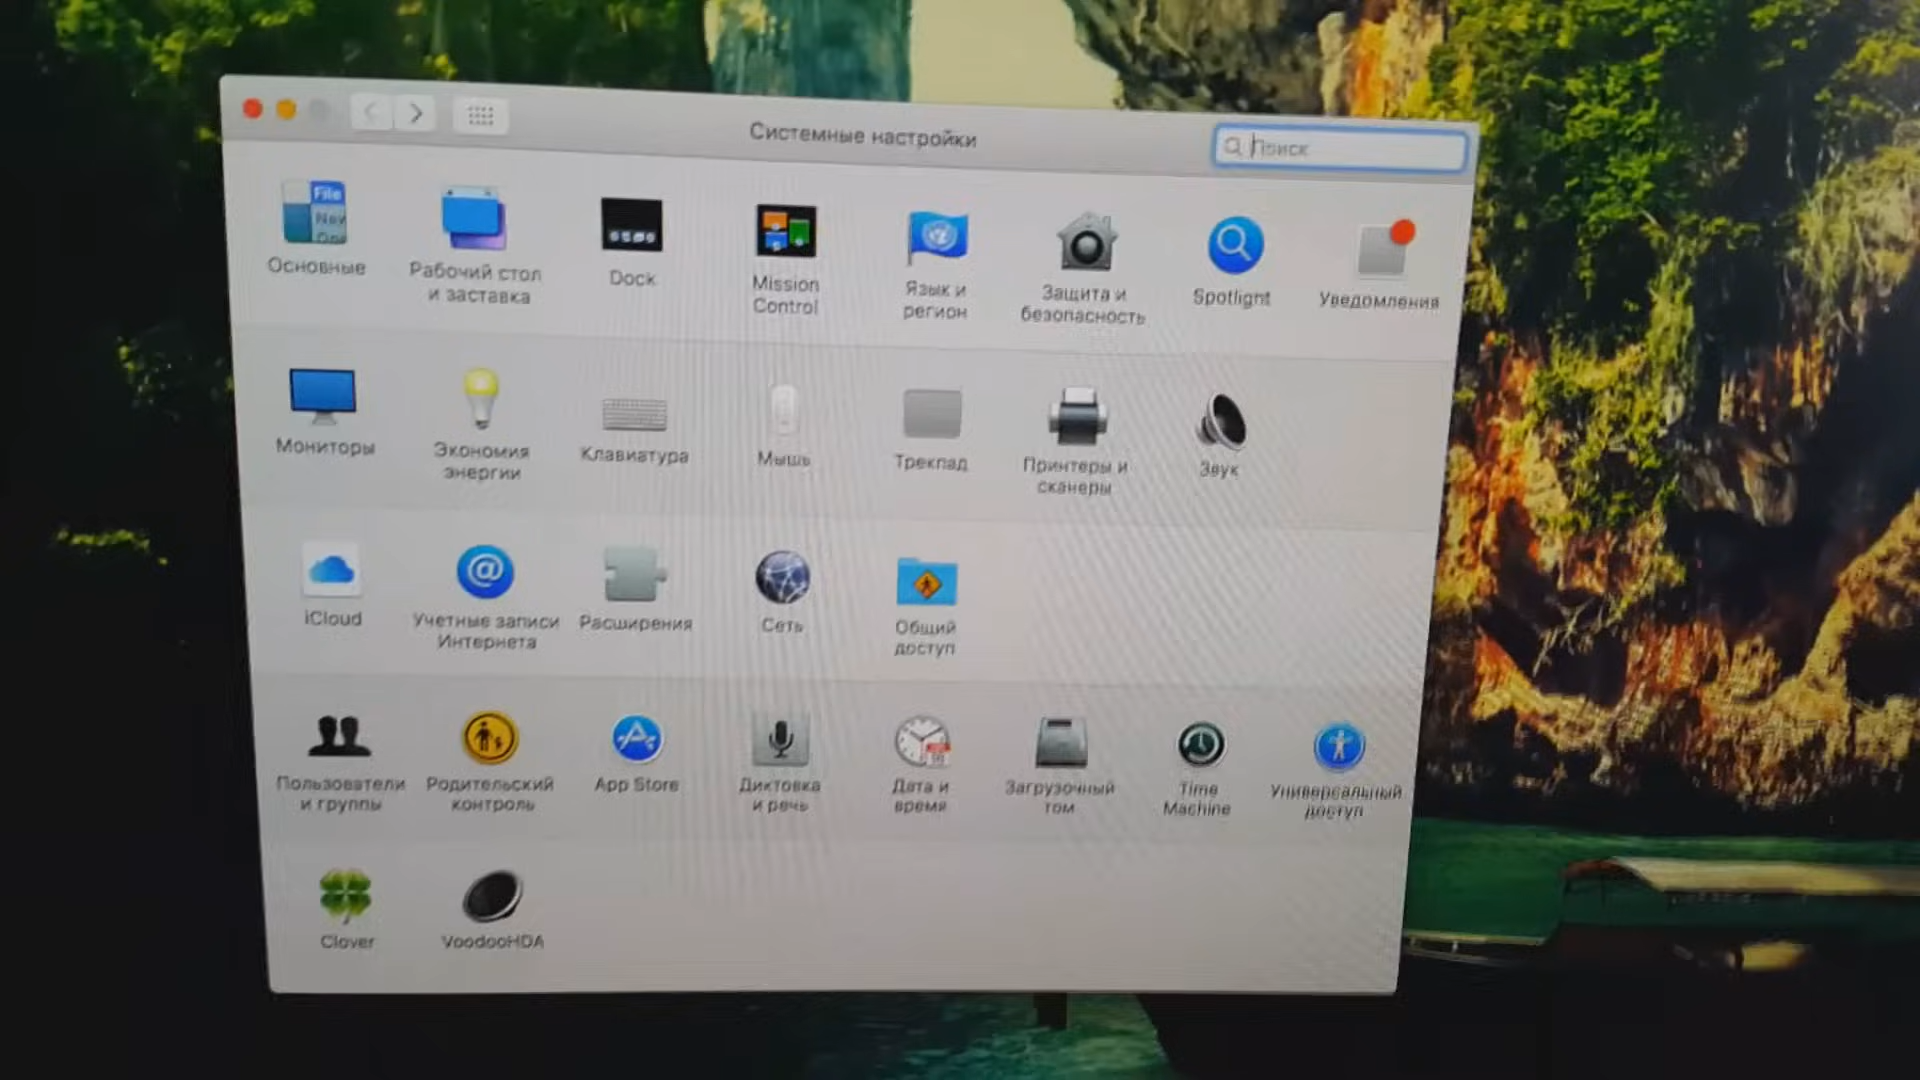 Системные настройки
Поиск
File
New
Ope
Основные
Рабочий стол
и заставка
Dock
Mission
Control
Язык и
регион
Защита и
безопасность
Spotlight
Уведомления
Мониторы
Экономия
энергии
Клавиатура
Мышь
Трекпад
Принтеры и
сканеры
Звук
iCloud
Учетные записи
Интернета
Расширения
Сеть
Общий
доступ
Пользователи
и группы
Родительский
контроль
App Store
Диктовка
и речь
Дата и
время
Загрузочный
том
Time
Machine
Универсальный
доступ
Clover
VoodooHDA